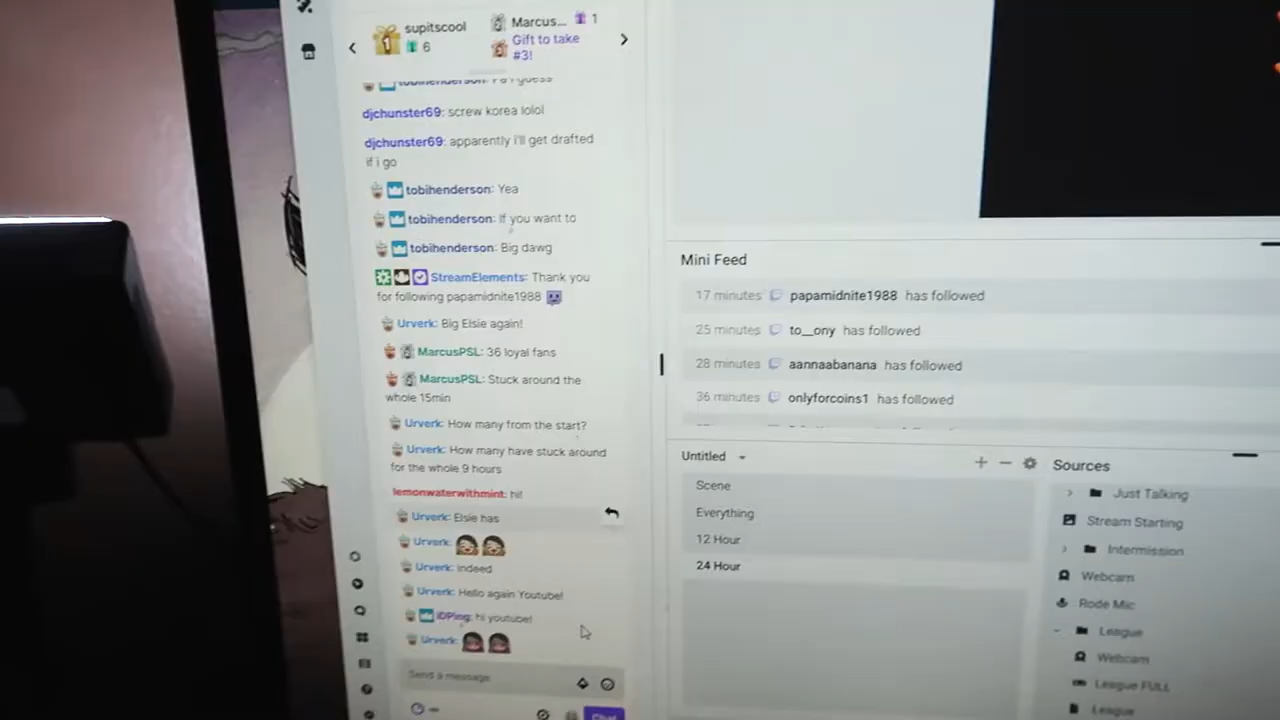 supitscool
6
Marcus... 1
Gift to take
#3!
djchunster69: screw korea lolol
djchunster69: apparently i'll get drafted
if i go
tobihenderson: Yea
tobihenderson: If you want to
tobihenderson: Big dawg
StreamElements: Thank you
for following papamidnite1988
Urverk: Big Elsie again!
MarcusPSL: 36 loyal fans
MarcusPSL: Stuck around the
whole 15min
Urverk: How many from the start?
Urverk: How many have stuck around
for the whole 9 hours
lemonwaterwithmint: hi!
Urverk: Elsie has
Urverk:
Urverk: Indeed
Urverk: Hello again Youtube!
iDPing: hi youtube!
Urverk:
Send a message
Chat
Mini Feed
17 minutes papamidnite1988 has followed
25 minutes to__ony has followed
28 minutes aannaabanana has followed
36 minutes onlyforcoins1 has followed
Untitled
Scene
Everything
12 Hour
24 Hour
Sources
Just Talking
Stream Starting
Intermission
Webcam
Rode Mic
League
Webcam
League FULL
League